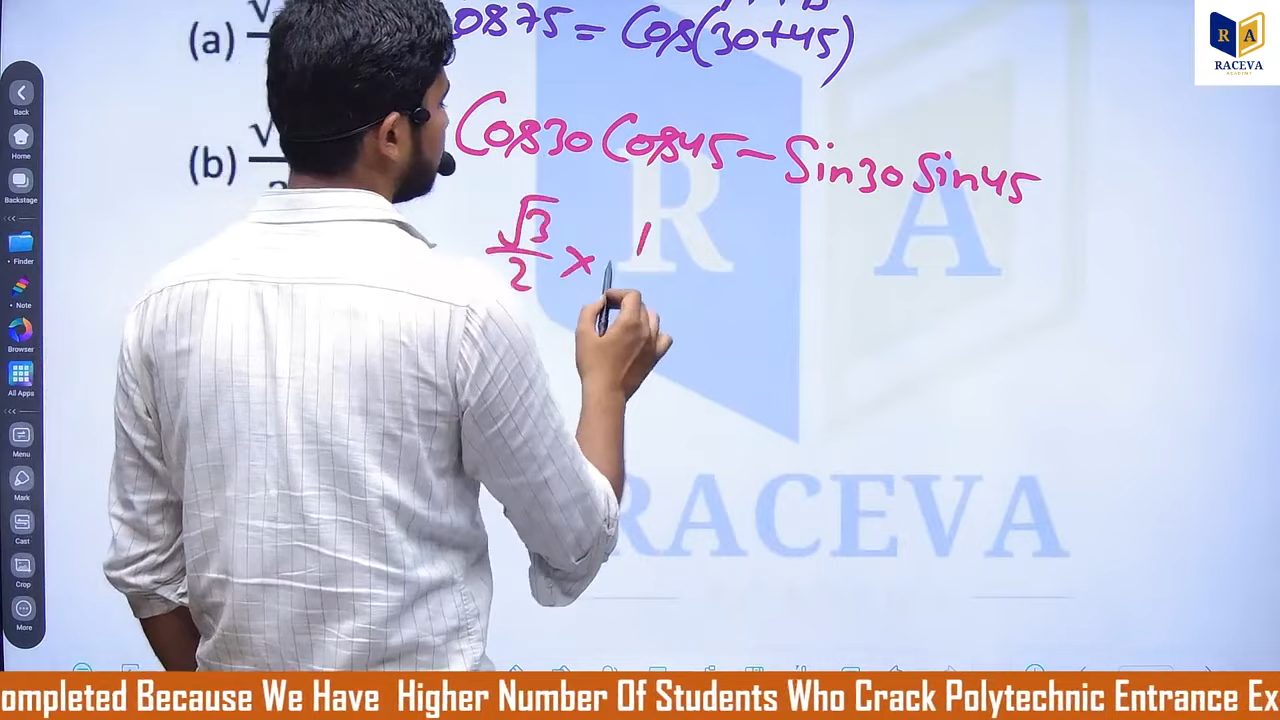 (a) √
cos75 = Cos(30+45)
Cos30 Cos45 - Sin30 Sin45
(b) √
√3/2 × 1
R A
RACEVA
ACADEMY
R A
RACEVA
Back
Home
Backstage
Finder
Note
Browser
All Apps
Menu
Mark
Cast
Crop
More
ompleted Because We Have Higher Number Of Students Who Crack Polytechnic Entrance Ex